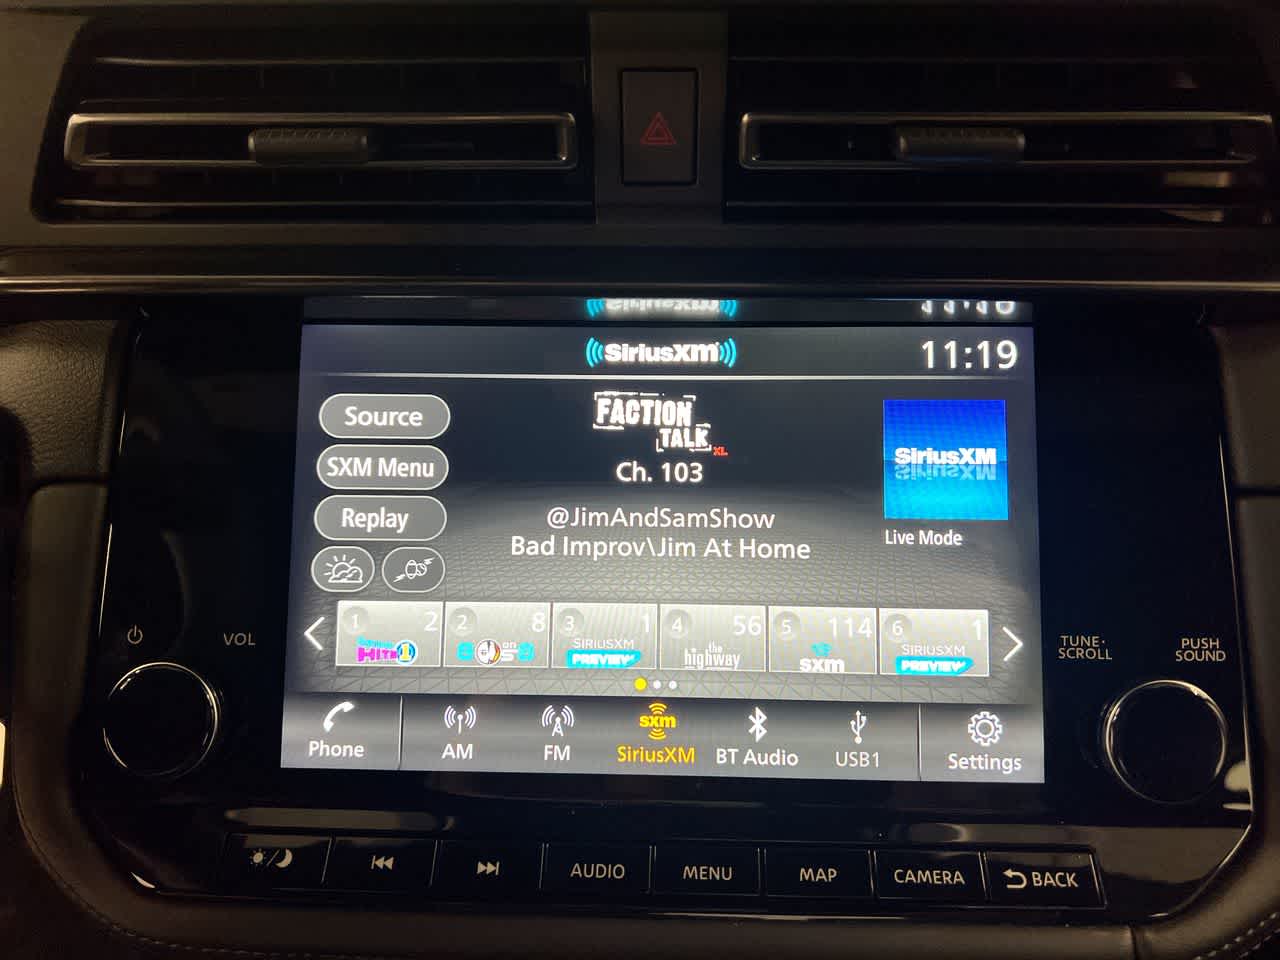 SiriusXM
11:19
Source
SXM Menu
Replay
FACTION
TALK
XL
Ch. 103
@JimAndSamShow
Bad Improv\Jim At Home
SiriusXM
Live Mode
1 2
2 8
on
3 1
SIRIUSXM
PREVIEW
4 56
the
highway
5 114
sxm
6 1
SIRIUSXM
PREVIEW
Phone
AM
FM
sxm
SiriusXM
BT Audio
USB1
Settings
VOL
TUNE·
SCROLL
PUSH
SOUND
AUDIO
MENU
MAP
CAMERA
BACK